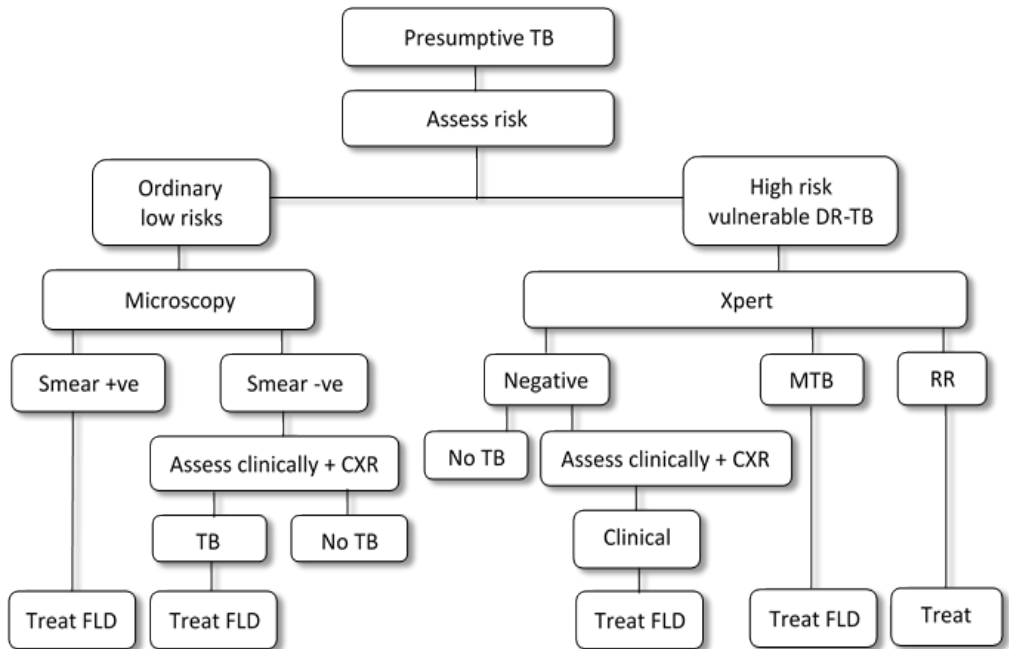 Presumptive TB
Assess risk
Ordinary
low risks
High risk
vulnerable DR-TB
Microscopy
Xpert
Smear +ve
Smear -ve
Negative
MTB
RR
Assess clinically + CXR
No TB
Assess clinically + CXR
TB
No TB
Clinical
Treat FLD
Treat FLD
Treat FLD
Treat FLD
Treat